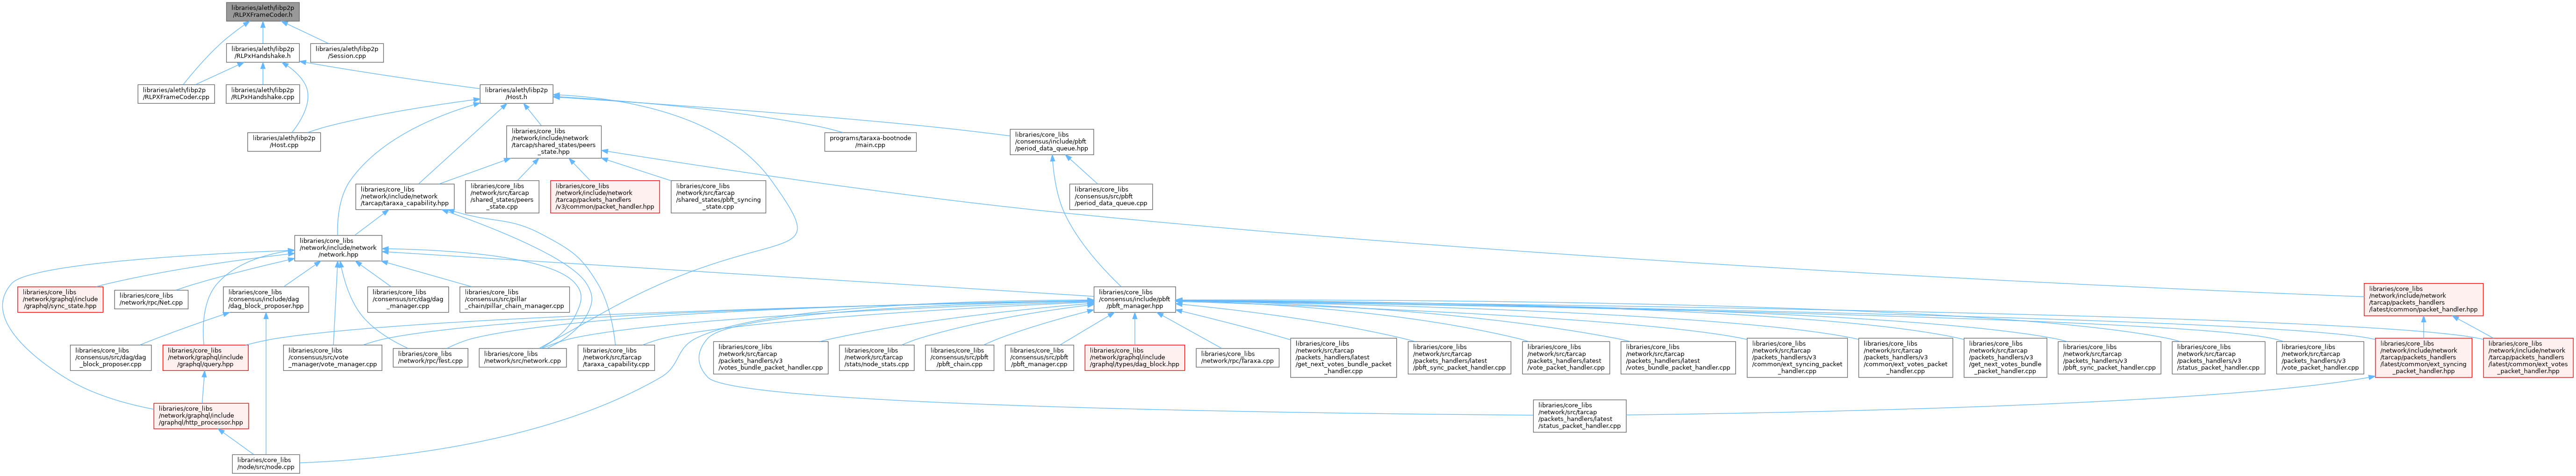 libraries/aleth/libp2p
/RLPXFrameCoder.h
libraries/aleth/libp2p
/RLPxHandshake.h
libraries/aleth/libp2p
/Session.cpp
libraries/aleth/libp2p
/RLPXFrameCoder.cpp
libraries/aleth/libp2p
/RLPxHandshake.cpp
libraries/aleth/libp2p
/Host.h
libraries/aleth/libp2p
/Host.cpp
libraries/core_libs
/network/include/network
/tarcap/shared_states/peers
_state.hpp
programs/taraxa-bootnode
/main.cpp
libraries/core_libs
/consensus/include/pbft
/period_data_queue.hpp
libraries/core_libs
/network/include/network
/tarcap/taraxa_capability.hpp
libraries/core_libs
/network/src/tarcap
/shared_states/peers
_state.cpp
libraries/core_libs
/network/include/network
/tarcap/packets_handlers
/v3/common/packet_handler.hpp
libraries/core_libs
/network/src/tarcap
/shared_states/pbft_syncing
_state.cpp
libraries/core_libs
/consensus/src/pbft
/period_data_queue.cpp
libraries/core_libs
/network/include/network
/network.hpp
libraries/core_libs
/network/graphql/include
/graphql/sync_state.hpp
libraries/core_libs
/network/rpc/Net.cpp
libraries/core_libs
/consensus/include/dag
/dag_block_proposer.hpp
libraries/core_libs
/consensus/src/dag/dag
_manager.cpp
libraries/core_libs
/consensus/src/pillar
_chain/pillar_chain_manager.cpp
libraries/core_libs
/consensus/include/pbft
/pbft_manager.hpp
libraries/core_libs
/network/include/network
/tarcap/packets_handlers
/latest/common/packet_handler.hpp
libraries/core_libs
/consensus/src/dag/dag
_block_proposer.cpp
libraries/core_libs
/network/graphql/include
/graphql/query.hpp
libraries/core_libs
/consensus/src/vote
_manager/vote_manager.cpp
libraries/core_libs
/network/rpc/Test.cpp
libraries/core_libs
/network/src/network.cpp
libraries/core_libs
/network/src/tarcap
/taraxa_capability.cpp
libraries/core_libs
/network/src/tarcap
/packets_handlers/v3
/votes_bundle_packet_handler.cpp
libraries/core_libs
/network/src/tarcap
/stats/node_stats.cpp
libraries/core_libs
/consensus/src/pbft
/pbft_chain.cpp
libraries/core_libs
/consensus/src/pbft
/pbft_manager.cpp
libraries/core_libs
/network/graphql/include
/graphql/types/dag_block.hpp
libraries/core_libs
/network/rpc/Taraxa.cpp
libraries/core_libs
/network/src/tarcap
/packets_handlers/latest
/get_next_votes_bundle_packet
_handler.cpp
libraries/core_libs
/network/src/tarcap
/packets_handlers/latest
/pbft_sync_packet_handler.cpp
libraries/core_libs
/network/src/tarcap
/packets_handlers/latest
/vote_packet_handler.cpp
libraries/core_libs
/network/src/tarcap
/packets_handlers/latest
/votes_bundle_packet_handler.cpp
libraries/core_libs
/network/src/tarcap
/packets_handlers/v3
/common/ext_syncing_packet
_handler.cpp
libraries/core_libs
/network/src/tarcap
/packets_handlers/v3
/common/ext_votes_packet
_handler.cpp
libraries/core_libs
/network/src/tarcap
/packets_handlers/v3
/get_next_votes_bundle
_packet_handler.cpp
libraries/core_libs
/network/src/tarcap
/packets_handlers/v3
/pbft_sync_packet_handler.cpp
libraries/core_libs
/network/src/tarcap
/packets_handlers/v3
/status_packet_handler.cpp
libraries/core_libs
/network/src/tarcap
/packets_handlers/v3
/vote_packet_handler.cpp
libraries/core_libs
/network/include/network
/tarcap/packets_handlers
/latest/common/ext_syncing
_packet_handler.hpp
libraries/core_libs
/network/include/network
/tarcap/packets_handlers
/latest/common/ext_votes
_packet_handler.hpp
libraries/core_libs
/network/graphql/include
/graphql/http_processor.hpp
libraries/core_libs
/network/src/tarcap
/packets_handlers/latest
/status_packet_handler.cpp
libraries/core_libs
/node/src/node.cpp